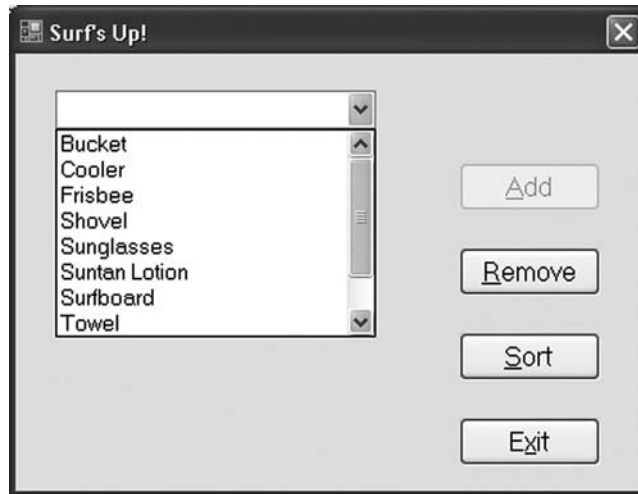 Surf's Up!
Bucket
Cooler
Frisbee
Shovel
Sunglasses
Suntan Lotion
Surfboard
Towel
Add
Remove
Sort
Exit